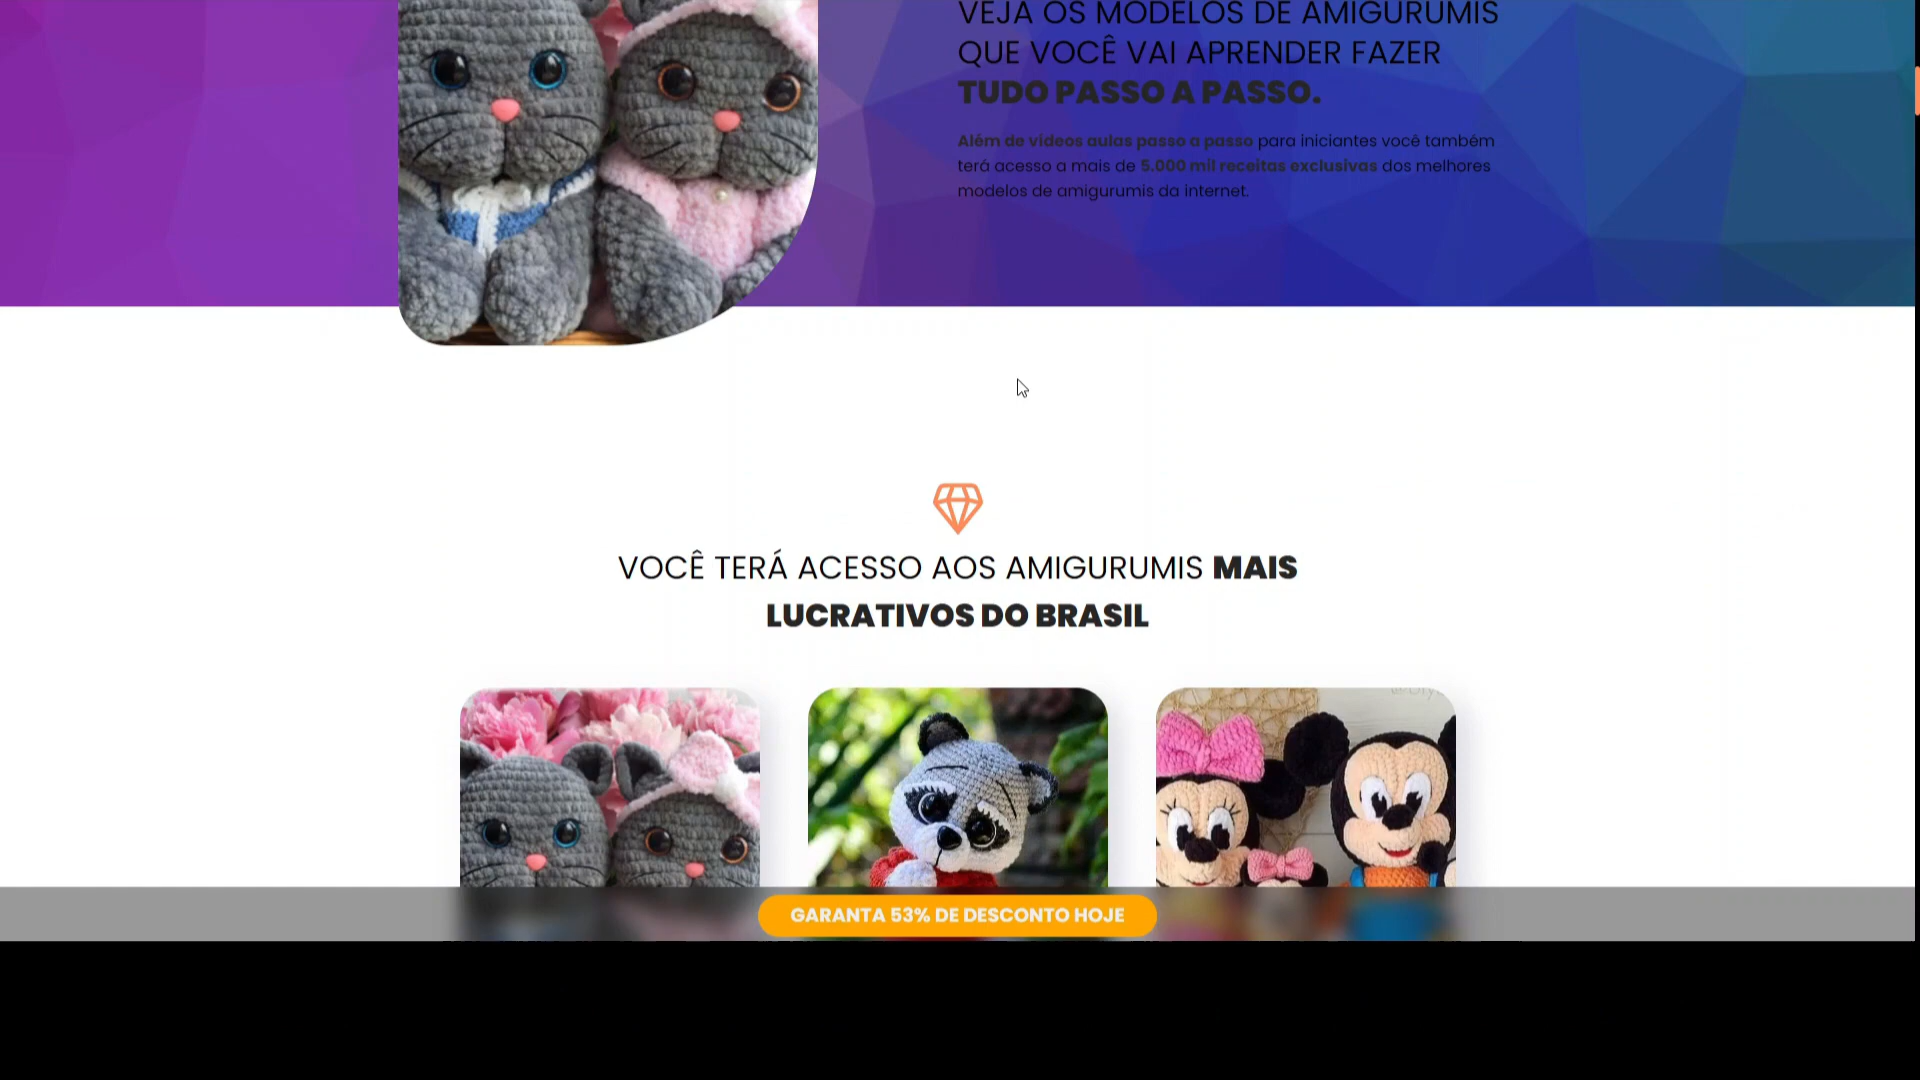 VEJA OS MODELOS DE AMIGURUMIS
QUE VOCÊ VAI APRENDER FAZER
TUDO PASSO A PASSO.
Além de vídeos aulas passo a passo para iniciantes você também
terá acesso a mais de 5.000 mil receitas exclusivas dos melhores
modelos de amigurumis da internet.
VOCÊ TERÁ ACESSO AOS AMIGURUMIS MAIS
LUCRATIVOS DO BRASIL
GARANTA 53% DE DESCONTO HOJE